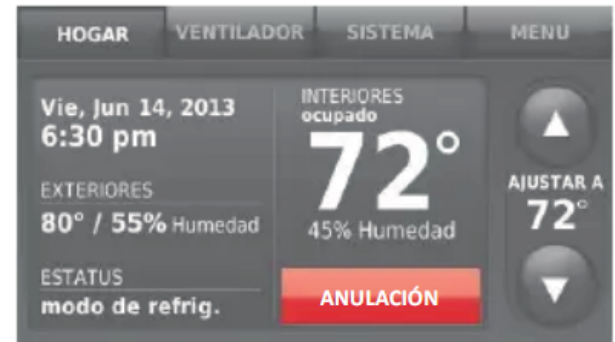 HOGAR VENTILADOR SISTEMA MENU
Vie, Jun 14, 2013
6:30 pm
EXTERIORES
80° / 55% Humedad
ESTATUS
modo de refrig.
INTERIORES
ocupado
72°
45% Humedad
ANULACIÓN
AJUSTAR A
72°